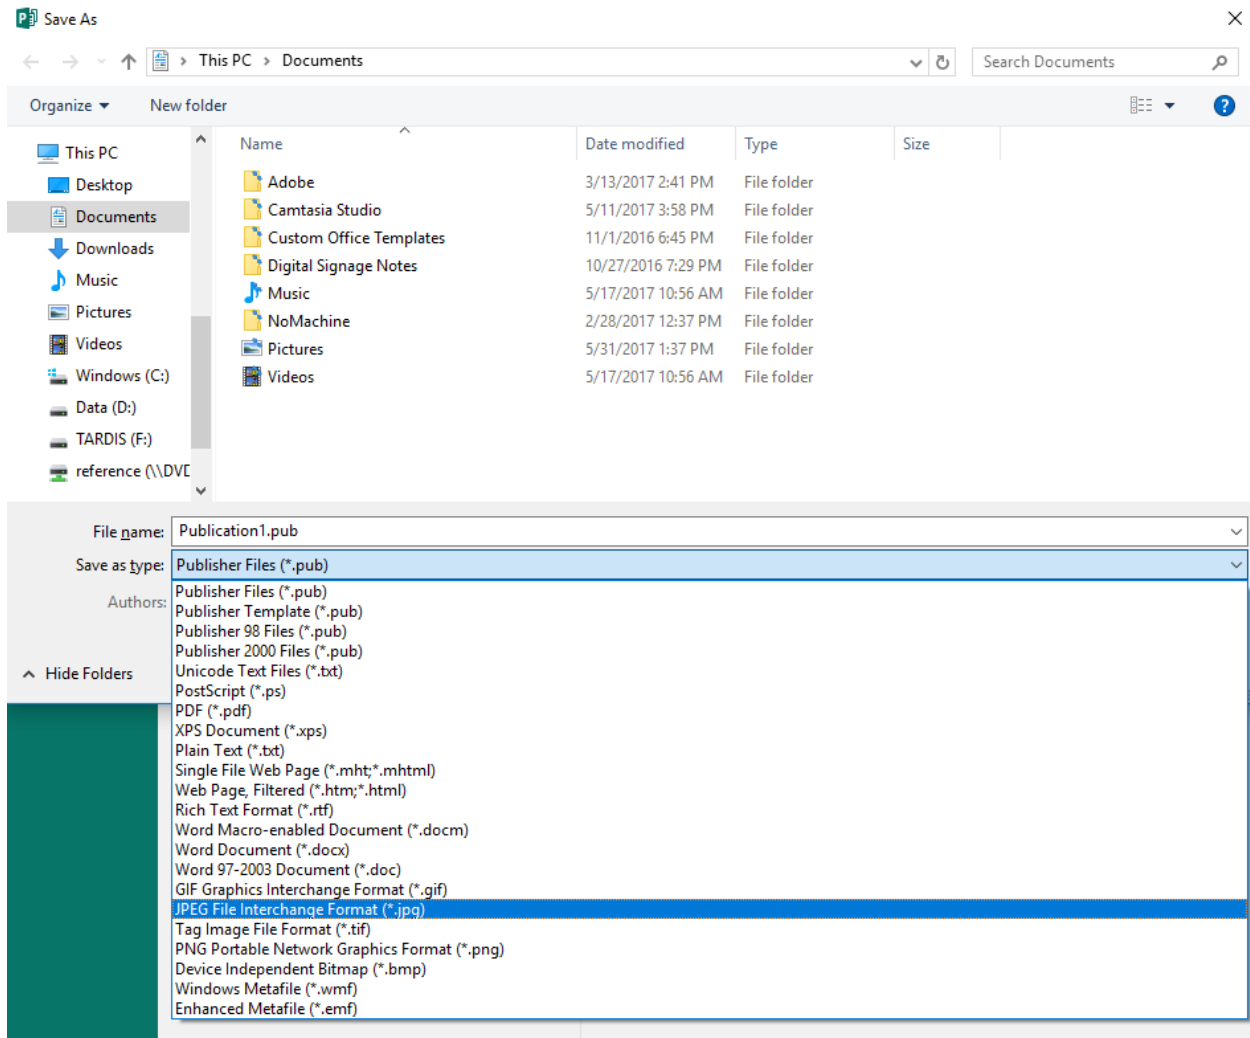 Save As
This PC > Documents
Search Documents
Organize
New folder
?
Name Date modified Type Size
This PC
Desktop
Documents
Downloads
Music
Pictures
Videos
Windows (C:)
Data (D:)
TARDIS (F:)
reference (\\DVD
Adobe 3/13/2017 2:41 PM File folder
Camtasia Studio 5/11/2017 3:58 PM File folder
Custom Office Templates 11/1/2016 6:45 PM File folder
Digital Signage Notes 10/27/2016 7:29 PM File folder
Music 5/17/2017 10:56 AM File folder
NoMachine 2/28/2017 12:37 PM File folder
Pictures 5/31/2017 1:37 PM File folder
Videos 5/17/2017 10:56 AM File folder
File name: Publication1.pub
Save as type: Publisher Files (*.pub)
Authors:
Hide Folders
Publisher Files (*.pub)
Publisher Template (*.pub)
Publisher 98 Files (*.pub)
Publisher 2000 Files (*.pub)
Unicode Text Files (*.txt)
PostScript (*.ps)
PDF (*.pdf)
XPS Document (*.xps)
Plain Text (*.txt)
Single File Web Page (*.mht;*.mhtml)
Web Page, Filtered (*.htm;*.html)
Rich Text Format (*.rtf)
Word Macro-enabled Document (*.docm)
Word Document (*.docx)
Word 97-2003 Document (*.doc)
GIF Graphics Interchange Format (*.gif)
JPEG File Interchange Format (*.jpg)
Tag Image File Format (*.tif)
PNG Portable Network Graphics Format (*.png)
Device Independent Bitmap (*.bmp)
Windows Metafile (*.wmf)
Enhanced Metafile (*.emf)